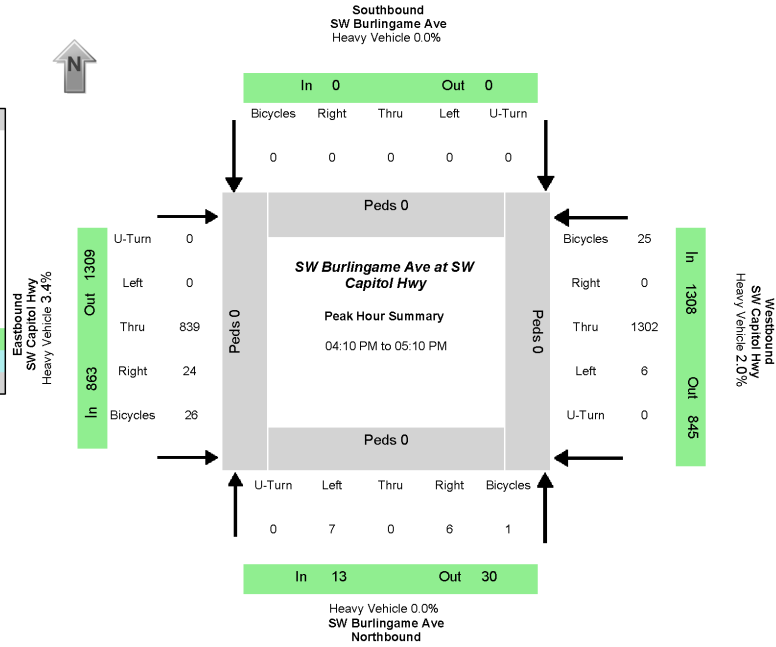 Southbound
SW Burlingame Ave
Heavy Vehicle 0.0%
N
In 0 Out 0
Bicycles Right Thru Left U-Turn
0 0 0 0 0
Peds 0
Eastbound
SW Capitol Hwy
Heavy Vehicle 3.4%
In 863 Out 1309
U-Turn 0
Left 0
Thru 839
Right 24
Bicycles 26
Peds 0
SW Burlingame Ave at SW
Capitol Hwy
Peak Hour Summary
04:10 PM to 05:10 PM
Peds 0
Bicycles 25
Right 0
Thru 1302
Left 6
U-Turn 0
In 1308 Out 845
Westbound
SW Capitol Hwy
Heavy Vehicle 2.0%
Peds 0
U-Turn Left Thru Right Bicycles
0 7 0 6 1
In 13 Out 30
Heavy Vehicle 0.0%
SW Burlingame Ave
Northbound